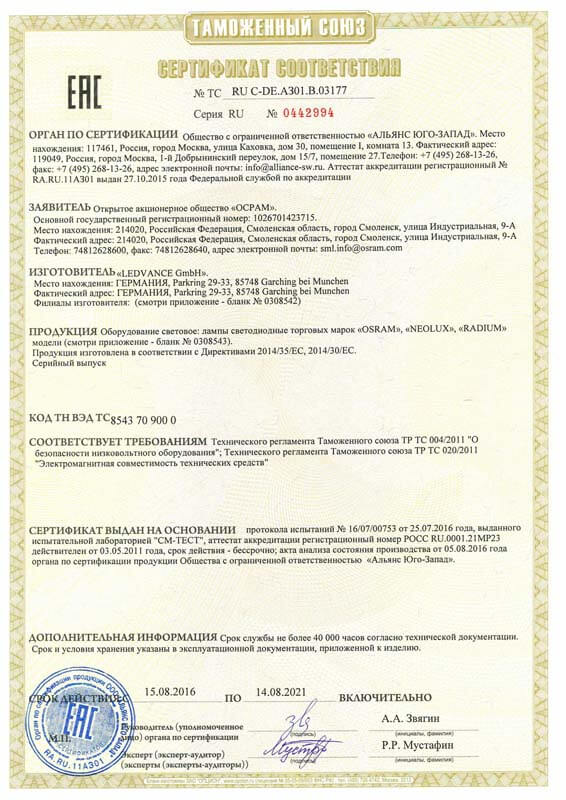 ТАМОЖЕННЫЙ СОЮЗ
СЕРТИФИКАТ СООТВЕТСТВИЯ
ЕАС
№ ТС RU C-DE.АЗ01.В.03177
Серия RU № 0442994
ОРГАН ПО СЕРТИФИКАЦИИ Общество с ограниченной ответственностью «АЛЬЯНС ЮГО-ЗАПАД». Место
нахождения: 117461, Россия, город Москва, улица Каховка, дом 30, помещение I, комната 13. Фактический адрес:
119049, Россия, город Москва, 1-й Добрынинский переулок, дом 15/7, помещение 27.Телефон: +7 (495) 268-13-26,
факс: +7 (495) 268-13-26, адрес электронной почты: info@alliance-sw.ru. Аттестат аккредитации регистрационный №
RA.RU.11АЗ01 выдан 27.10.2015 года Федеральной службой по аккредитации
ЗАЯВИТЕЛЬ Открытое акционерное общество «ОСРАМ».
Основной государственный регистрационный номер: 1026701423715.
Место нахождения: 214020, Российская Федерация, Смоленская область, город Смоленск, улица Индустриальная, 9-А
Фактический адрес: 214020, Российская Федерация, Смоленская область, город Смоленск, улица Индустриальная, 9-А
Телефон: 74812628600, факс: 74812628640, адрес электронной почты: sml.info@osram.com
ИЗГОТОВИТЕЛЬ «LEDVANCE GmbH».
Место нахождения: ГЕРМАНИЯ, Parkring 29-33, 85748 Garching bei Munchen
Фактический адрес: ГЕРМАНИЯ, Parkring 29-33, 85748 Garching bei Munchen
Филиалы изготовителя: (смотри приложение - бланк № 0308542)
ПРОДУКЦИЯ Оборудование световое: лампы светодиодные торговых марок «OSRAM», «NEOLUX», «RADIUM»
модели (смотри приложение - бланк № 0308543).
Продукция изготовлена в соответствии с Директивами 2014/35/ЕС, 2014/30/ЕС.
Серийный выпуск
КОД ТН ВЭД ТС 8543 70 900 0
СООТВЕТСТВУЕТ ТРЕБОВАНИЯМ Технического регламента Таможенного союза ТР ТС 004/2011 "О
безопасности низковольтного оборудования"; Технического регламента Таможенного союза ТР ТС 020/2011
"Электромагнитная совместимость технических средств"
СЕРТИФИКАТ ВЫДАН НА ОСНОВАНИИ протокола испытаний № 16/07/00753 от 25.07.2016 года, выданного
испытательной лабораторией "СМ-ТЕСТ", аттестат аккредитации регистрационный номер РОСС RU.0001.21МР23
действителен от 03.05.2011 года, срок действия - бессрочно; акта анализа состояния производства от 05.08.2016 года
органа по сертификации продукции Общества с ограниченной ответственностью «Альянс Юго-Запад».
ДОПОЛНИТЕЛЬНАЯ ИНФОРМАЦИЯ Срок службы не более 40 000 часов согласно технической документации.
Срок и условия хранения указаны в эксплуатационной документации, приложенной к изделию.
СРОК ДЕЙСТВИЯ С 15.08.2016 ПО 14.08.2021 ВКЛЮЧИТЕЛЬНО
М.П.
Руководитель (уполномоченное лицо) органа по сертификации
(подпись)
А.А. Звягин
(инициалы, фамилия)
Эксперт (эксперт-аудитор)
(эксперты (эксперты-аудиторы))
(подпись)
Р.Р. Мустафин
(инициалы, фамилия)
ЕАС
RA.RU.11АЗ01